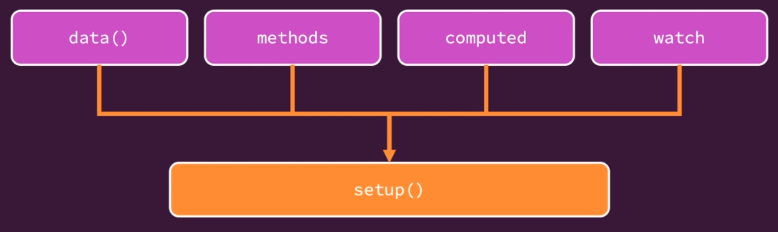 data() methods computed watch
setup()